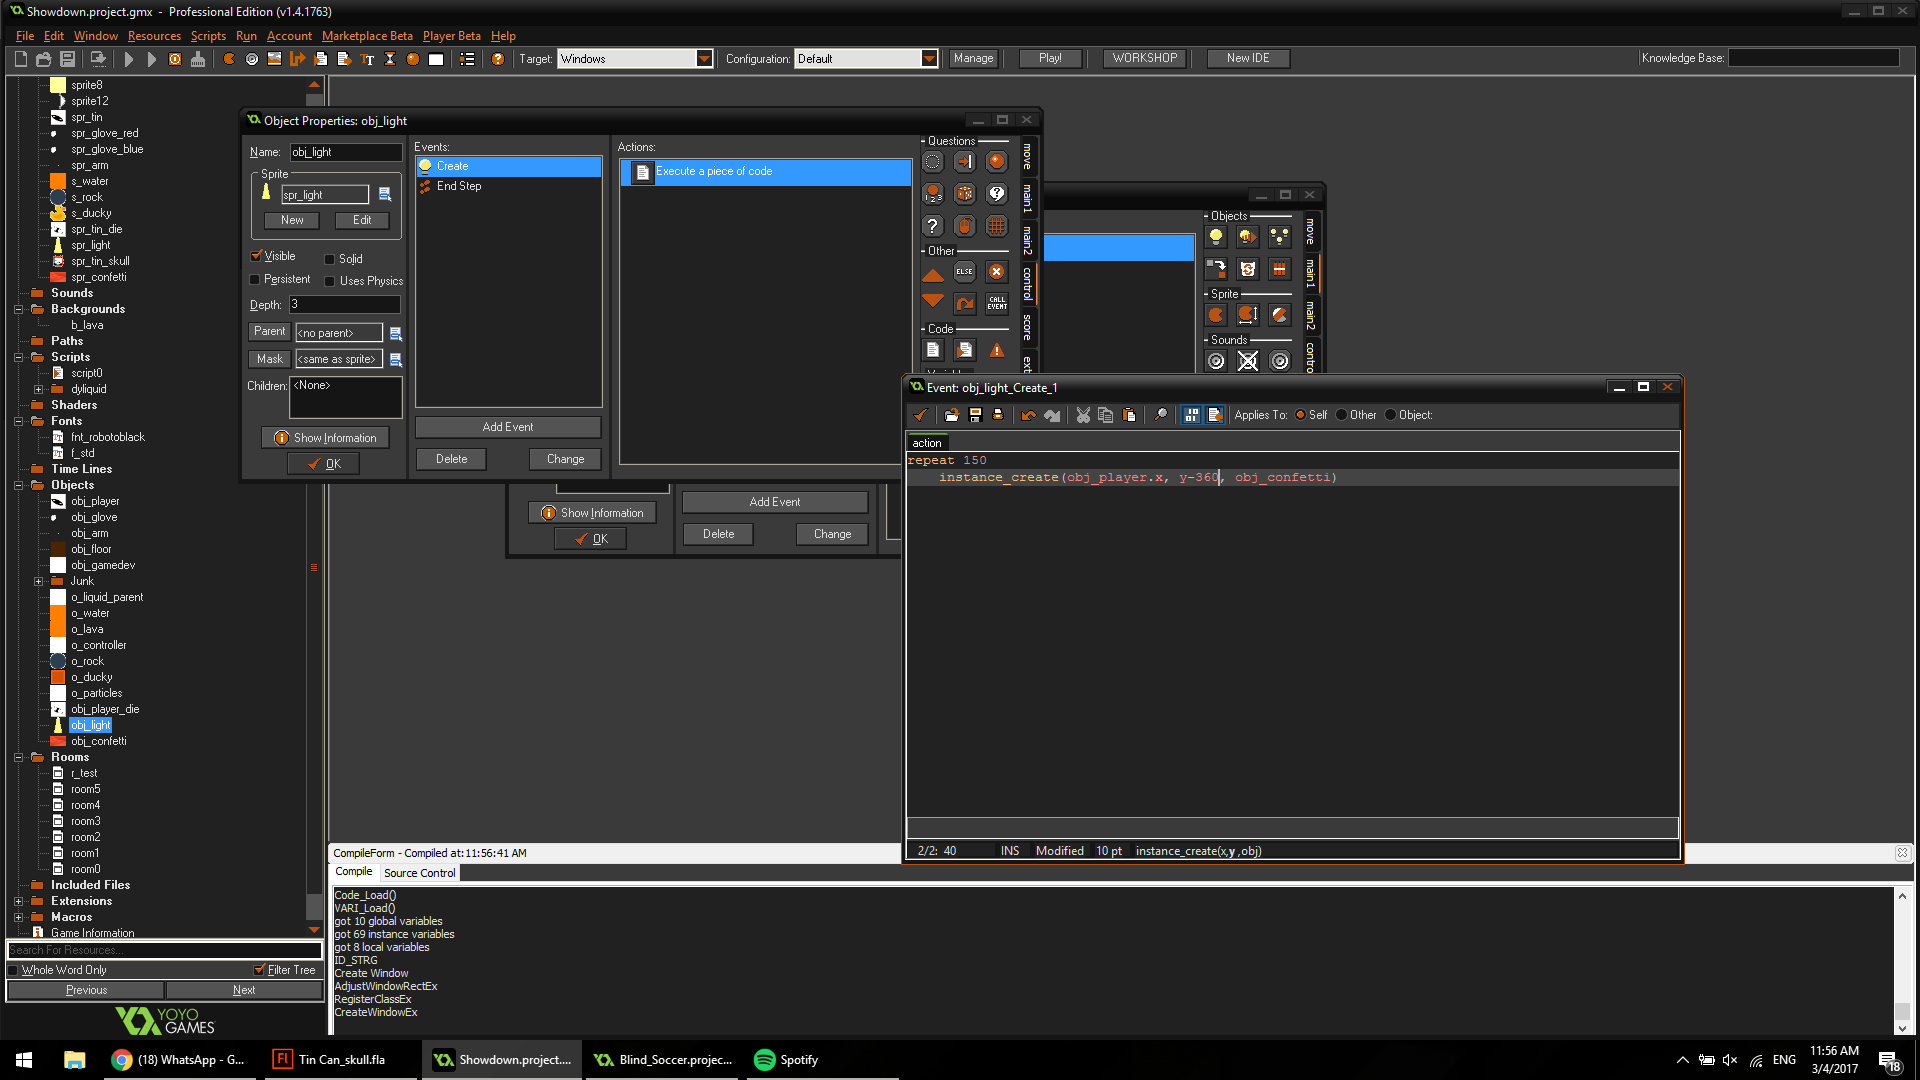 Showdown.project.gmx - Professional Edition (v1.4.1763)
File Edit Window Resources Scripts Run Account Marketplace Beta Player Beta Help
Target: Windows Configuration: Default Manage Play! WORKSHOP New IDE Knowledge Base:
sprite8
sprite12
spr_tin
spr_glove_red
spr_glove_blue
spr_arm
s_water
s_rock
s_ducky
spr_tin_die
spr_light
spr_tin_skull
spr_confetti
Sounds
Backgrounds
b_lava
Paths
Scripts
script0
dyliquid
Shaders
Fonts
fnt_robotoblack
f_std
Time Lines
Objects
obj_player
obj_glove
obj_arm
obj_floor
obj_gamedev
Junk
o_liquid_parent
o_water
o_lava
o_controller
o_rock
o_ducky
o_particles
obj_player_die
obj_light
obj_confetti
Rooms
r_test
room5
room4
room3
room2
room1
room0
Included Files
Extensions
Macros
Game Information
Search For Resources...
Whole Word Only Filter Tree
Previous Next
YOYO GAMES
Object Properties: obj_light
Name: obj_light
Sprite
spr_light
New Edit
Visible Solid
Persistent Uses Physics
Depth: 3
Parent <no parent>
Mask <same as sprite>
Children: <None>
Show Information
OK
Events:
Create
End Step
Add Event
Delete Change
Actions:
Execute a piece of code
Questions
Other
ELSE
CALL EVENT
Code
move
main1
main2
control
score
ext
Show Information
OK
Add Event
Delete Change
Objects
Sprite
Sounds
move
main1
main2
contro
Event: obj_light_Create_1
Applies To: Self Other Object:
action
repeat 150
instance_create(obj_player.x, y-360, obj_confetti)
2/2: 40 INS Modified 10 pt instance_create(x,y ,obj)
CompileForm - Compiled at:11:56:41 AM
Compile Source Control
Code_Load()
VARI_Load()
got 10 global variables
got 69 instance variables
got 8 local variables
ID_STRG
Create Window
AdjustWindowRectEx
RegisterClassEx
CreateWindowEx
(18) WhatsApp - G...
Tin Can_skull.fla
Showdown.project....
Blind_Soccer.projec...
Spotify
ENG
11:56 AM
3/4/2017
18